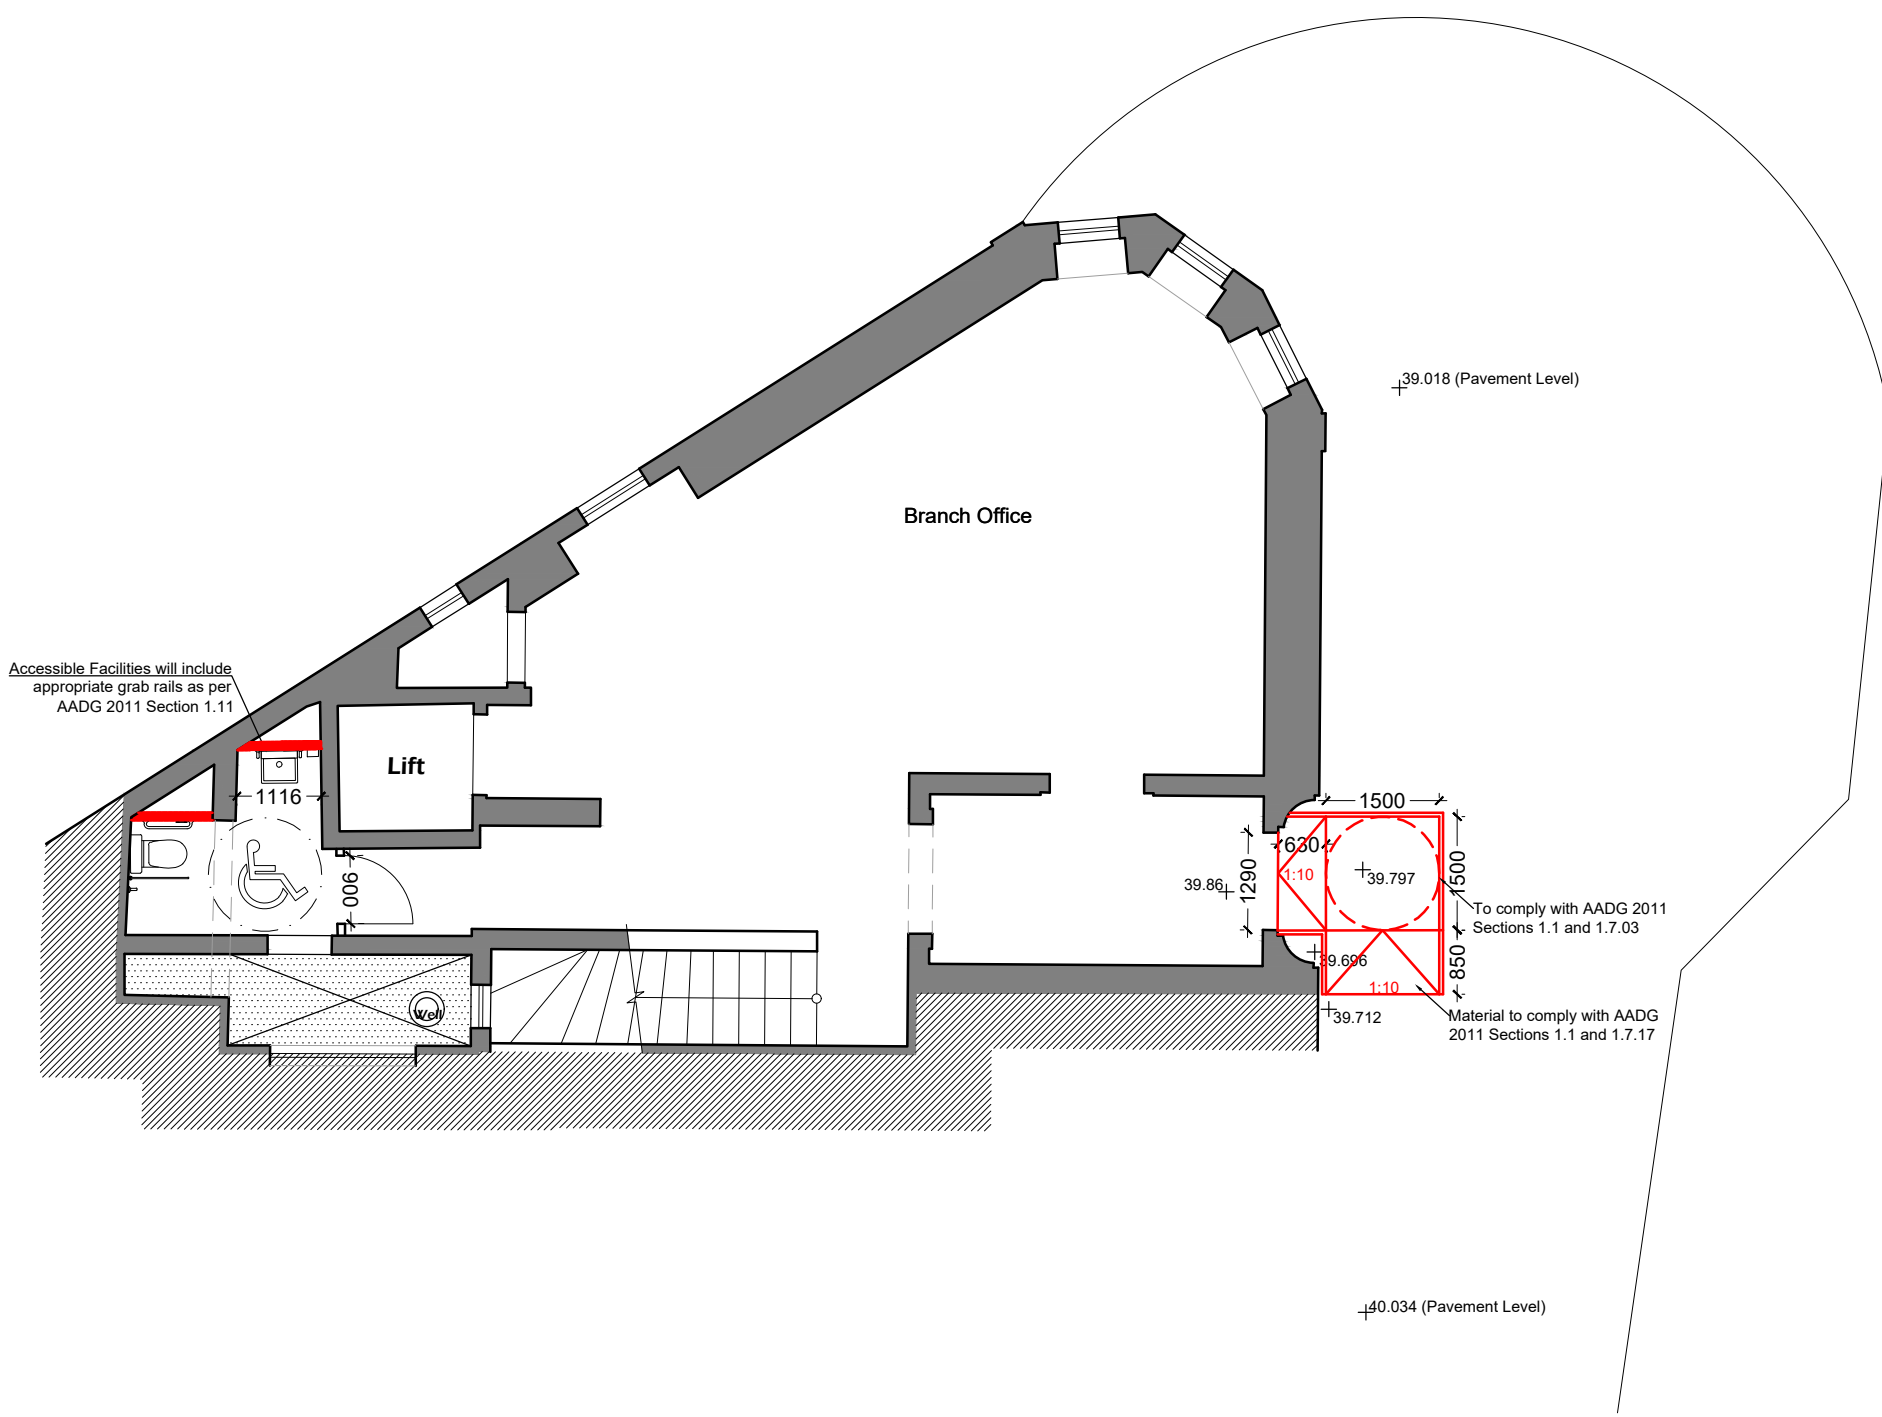 39.018 (Pavement Level)
Branch Office
Accessible Facilities will include
appropriate grab rails as per
AADG 2011 Section 1.11
Lift
1116
900
1500
630
1:10
39.797
1500
39.86
1290
To comply with AADG 2011
Sections 1.1 and 1.7.03
39.696
850
1:10
Well
39.712
Material to comply with AADG
2011 Sections 1.1 and 1.7.17
40.034 (Pavement Level)